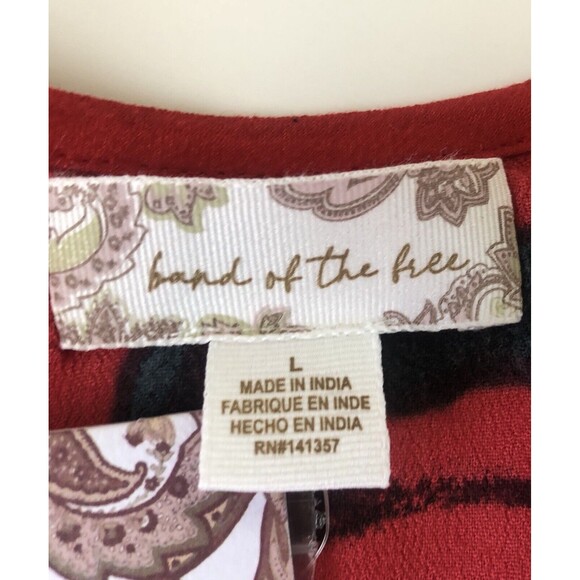 band of the free
L
MADE IN INDIA
FABRIQUE EN INDE
HECHO EN INDIA
RN#141357